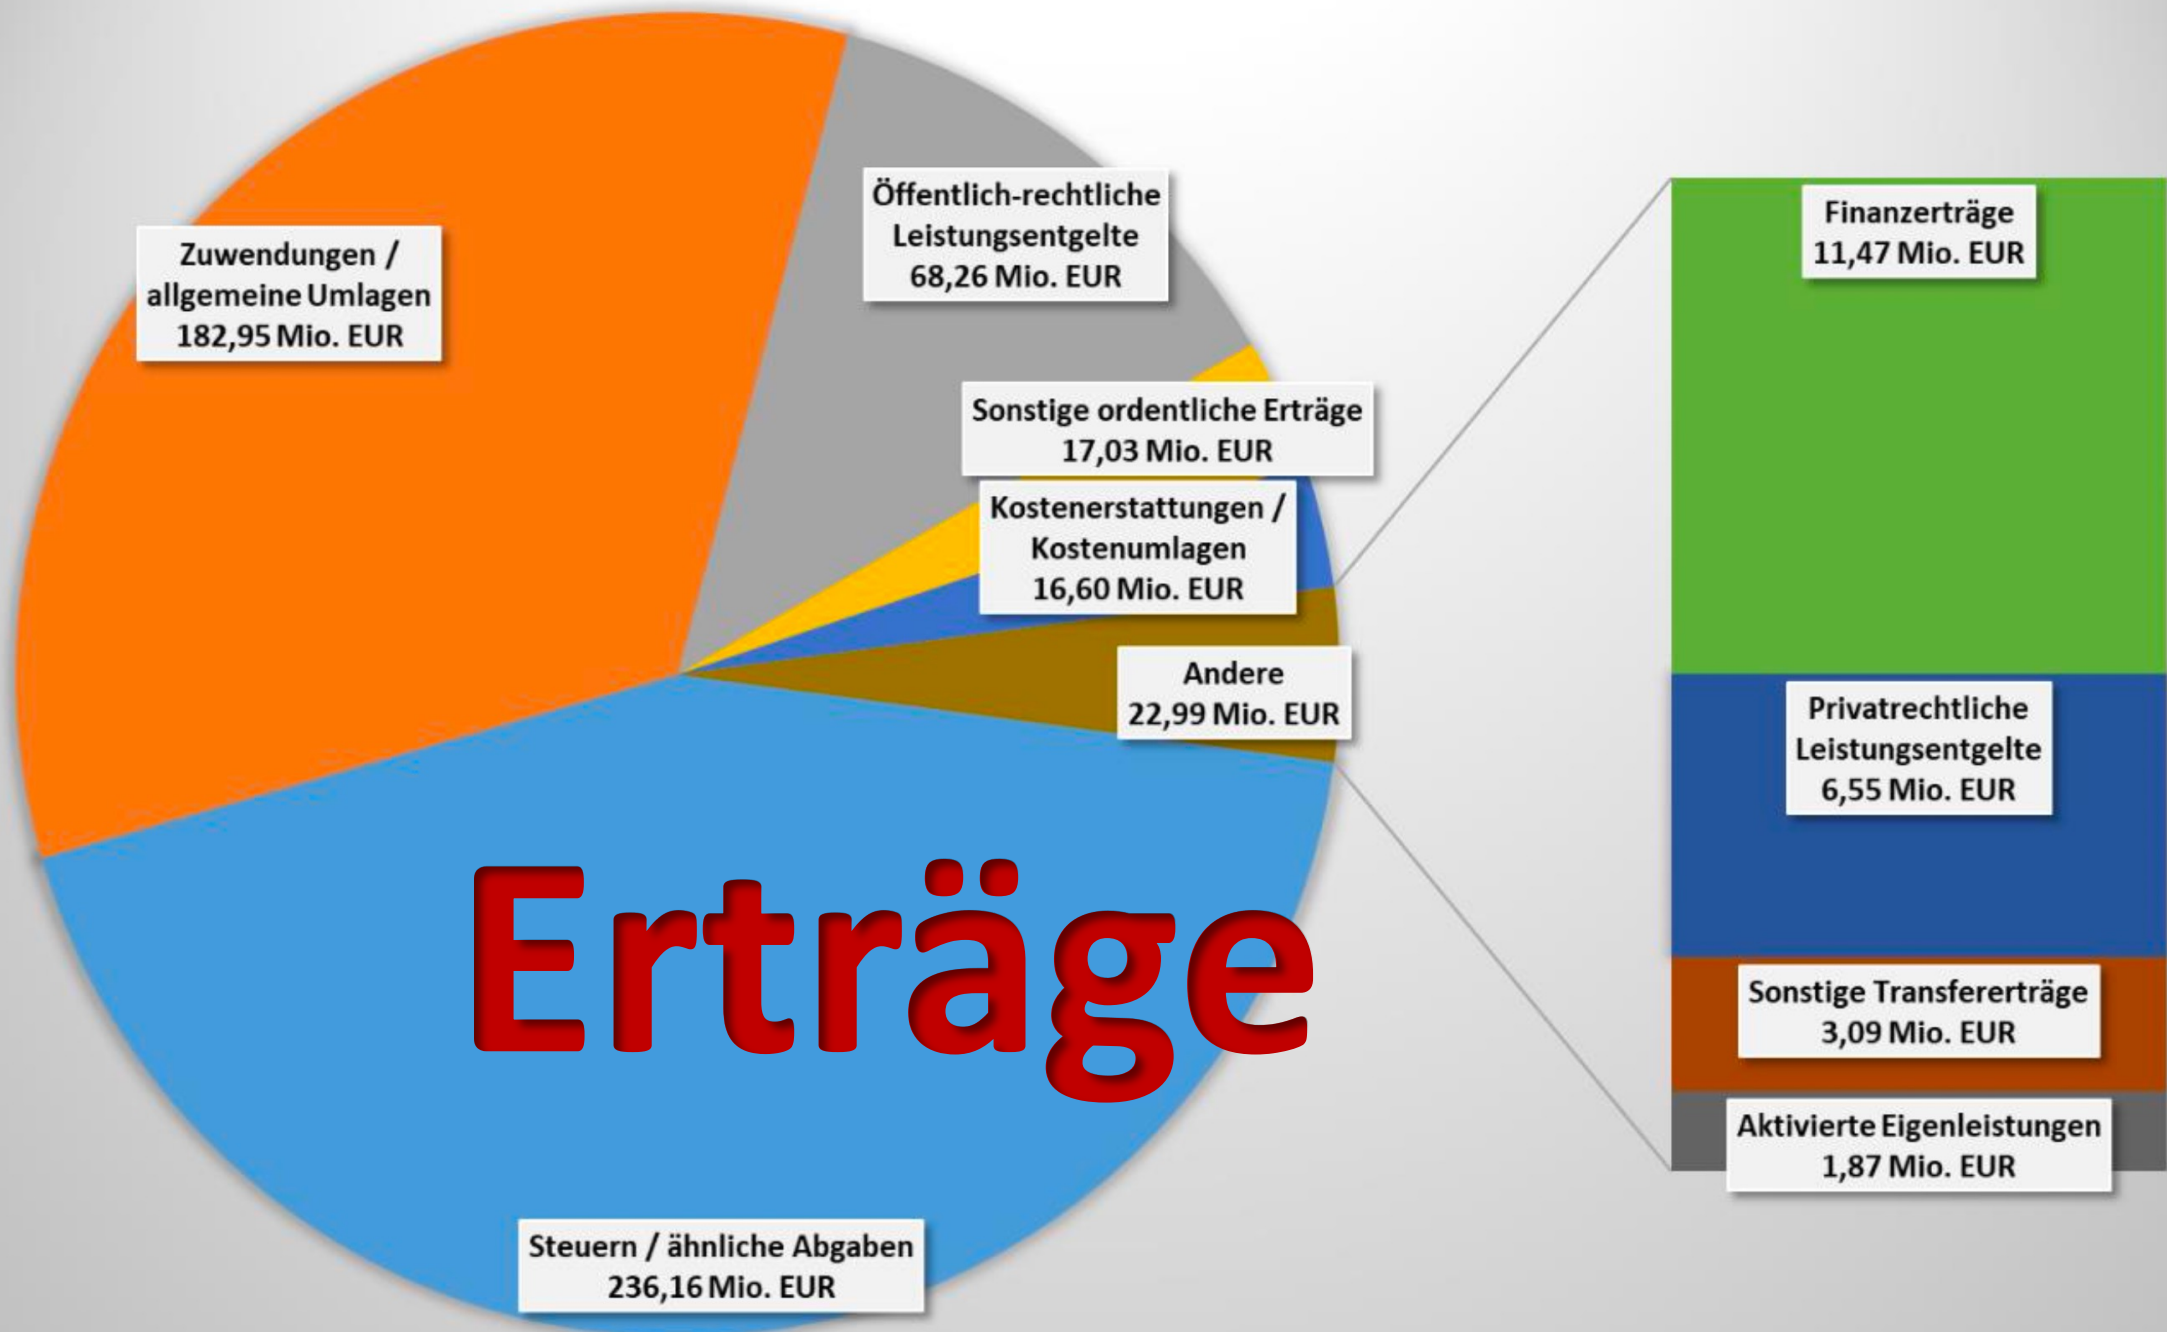 Zuwendungen /
allgemeine Umlagen
182,95 Mio. EUR
Öffentlich-rechtliche
Leistungsentgelte
68,26 Mio. EUR
Sonstige ordentliche Erträge
17,03 Mio. EUR
Kostenerstattungen /
Kostenumlagen
16,60 Mio. EUR
Andere
22,99 Mio. EUR
Erträge
Steuern / ähnliche Abgaben
236,16 Mio. EUR
Finanzerträge
11,47 Mio. EUR
Privatrechtliche
Leistungsentgelte
6,55 Mio. EUR
Sonstige Transfererträge
3,09 Mio. EUR
Aktivierte Eigenleistungen
1,87 Mio. EUR